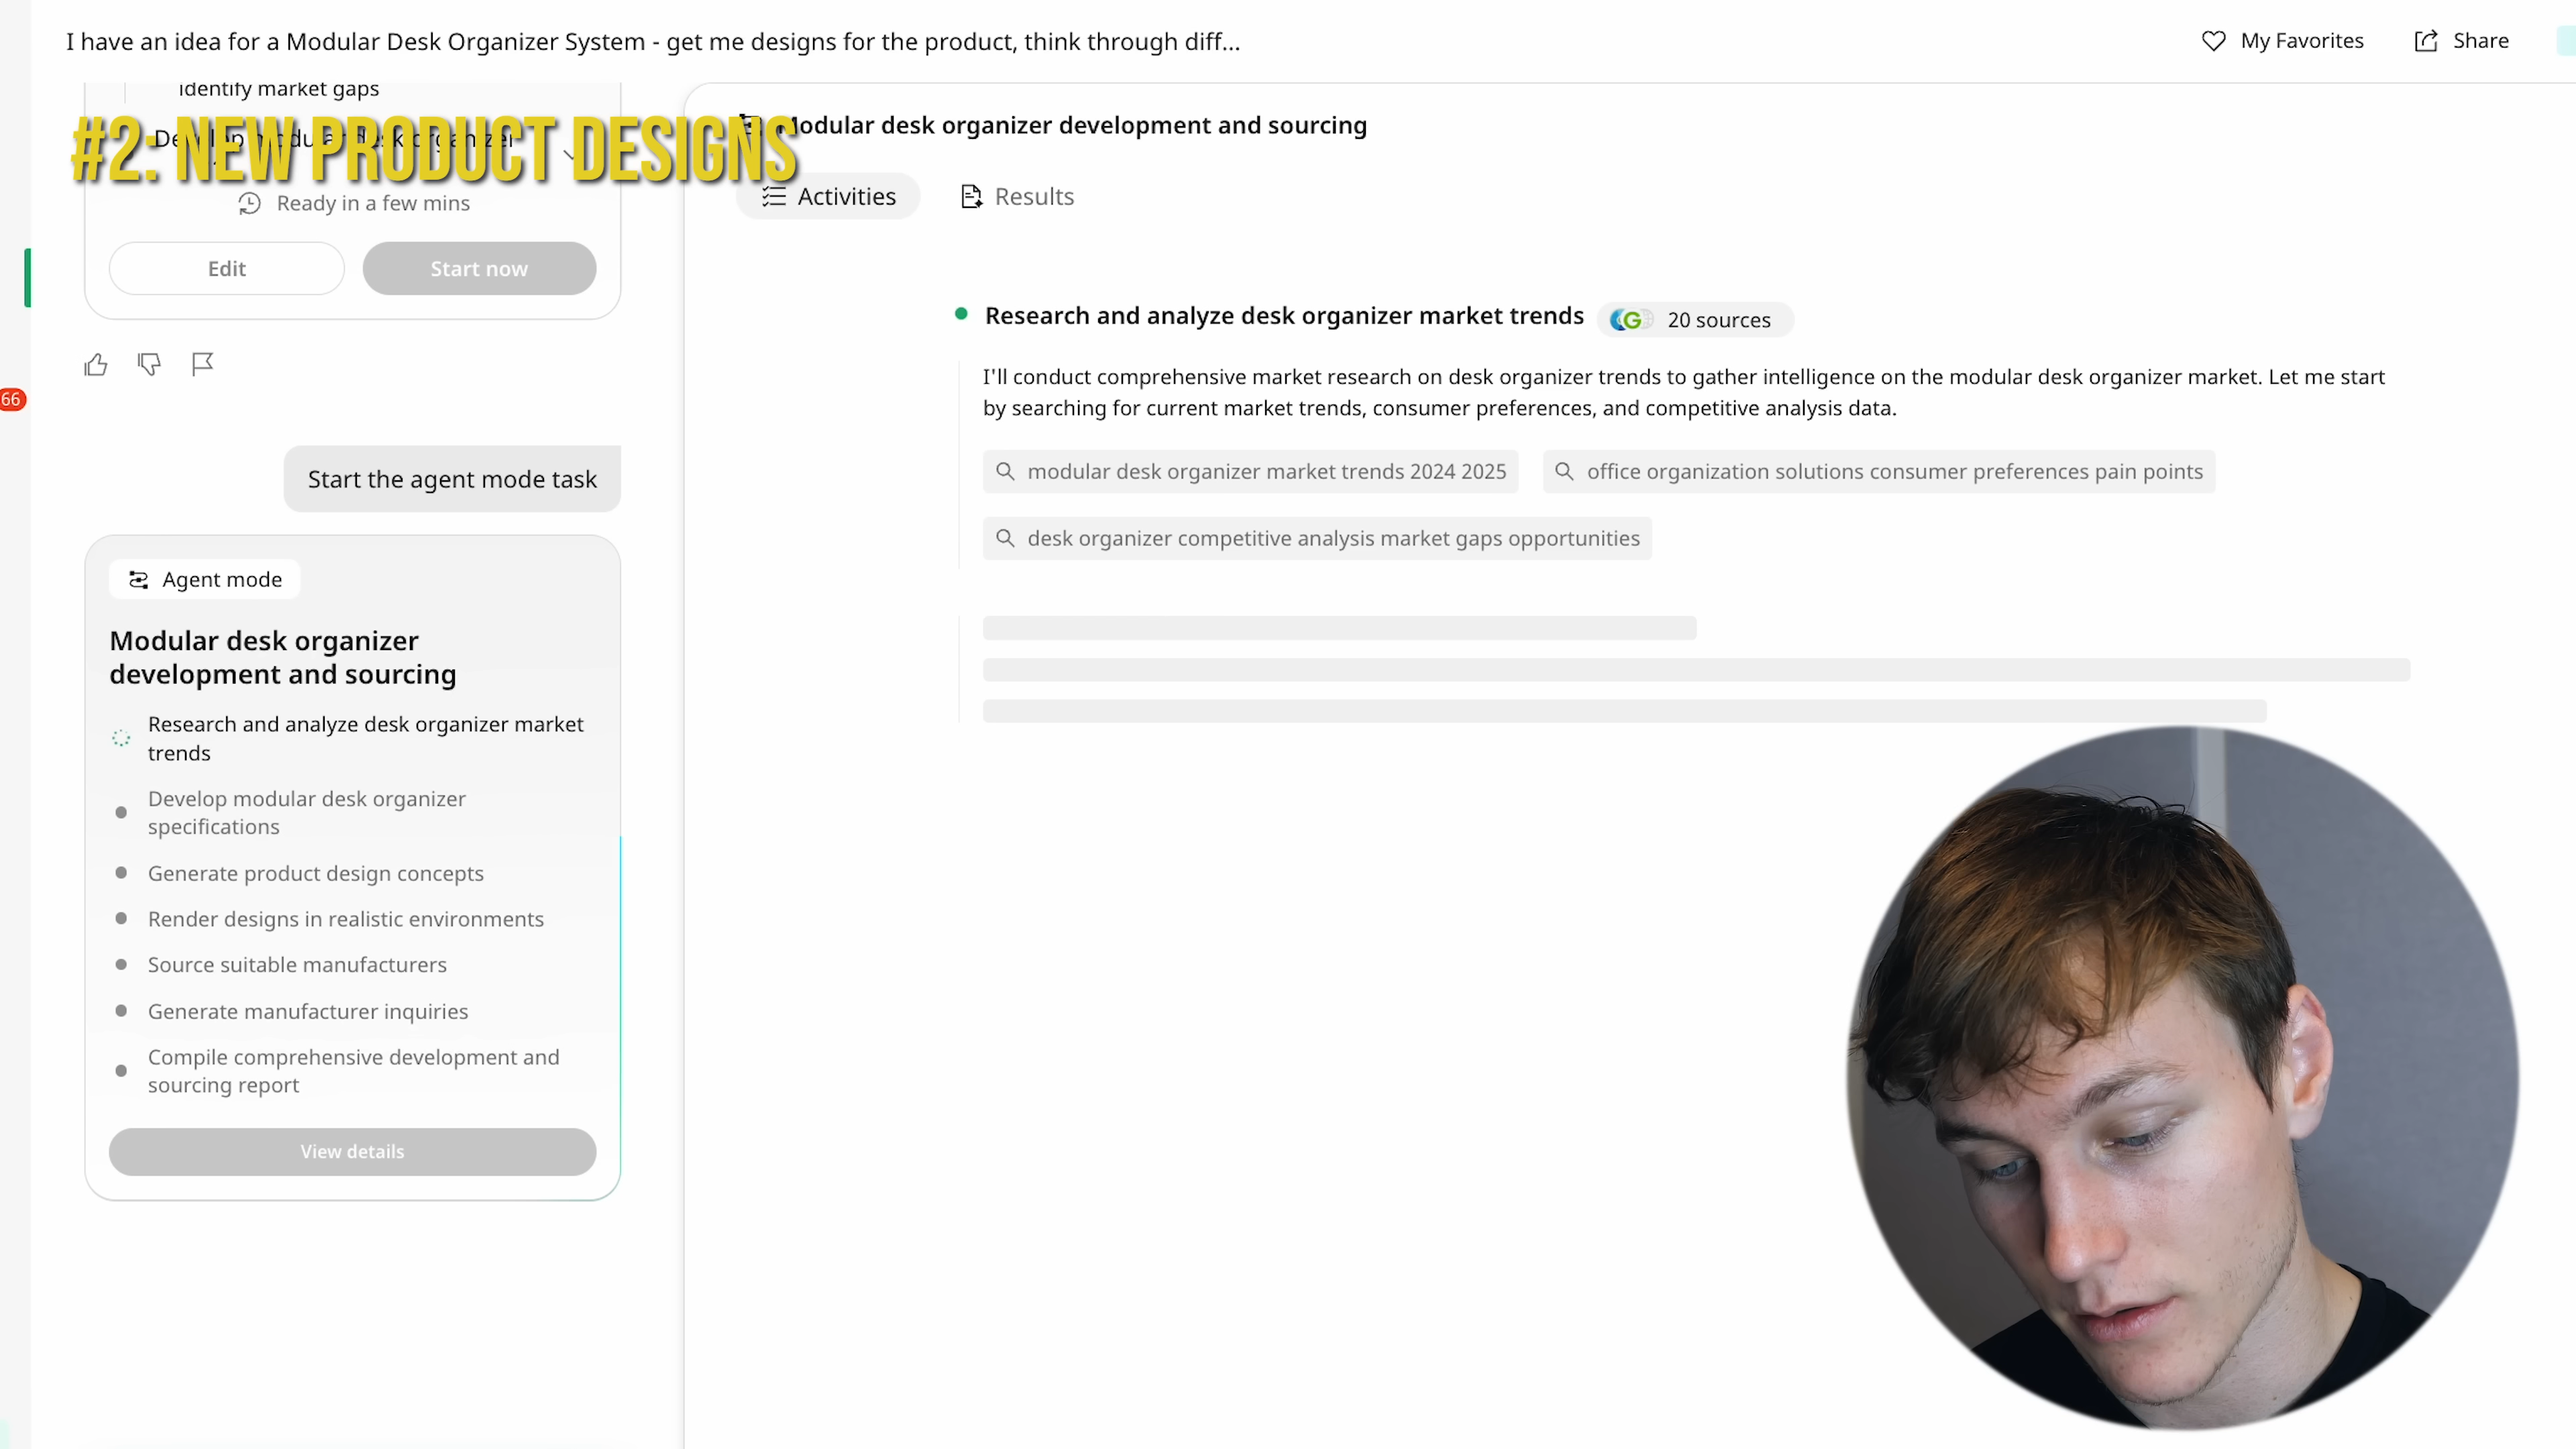 I have an idea for a Modular Desk Organizer System - get me designs for the product, think through diff...
My Favorites
Share
identify market gaps
#2: NEW PRODUCT DESIGNS
Develop modular desk organizer
Ready in a few mins
Edit
Start now
66
Start the agent mode task
Agent mode
Modular desk organizer
development and sourcing
Research and analyze desk organizer market
trends
Develop modular desk organizer
specifications
Generate product design concepts
Render designs in realistic environments
Source suitable manufacturers
Generate manufacturer inquiries
Compile comprehensive development and
sourcing report
View details
Modular desk organizer development and sourcing
Activities
Results
Research and analyze desk organizer market trends
20 sources
I'll conduct comprehensive market research on desk organizer trends to gather intelligence on the modular desk organizer market. Let me start
by searching for current market trends, consumer preferences, and competitive analysis data.
modular desk organizer market trends 2024 2025
office organization solutions consumer preferences pain points
desk organizer competitive analysis market gaps opportunities